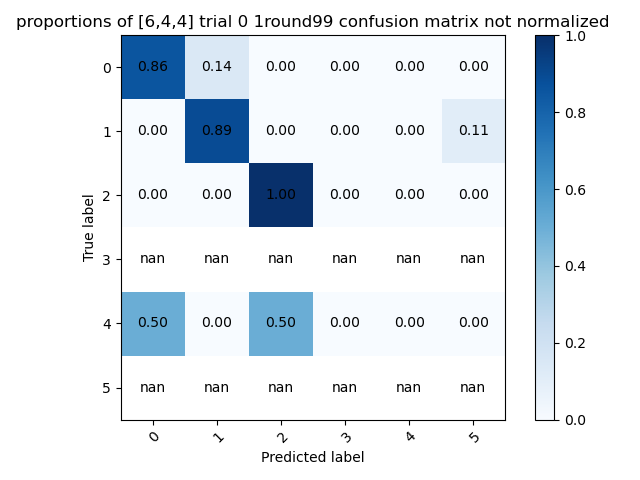 proportions of [6,4,4] trial 0 1round99 confusion matrix not normalized
True label
0 0.86 0.14 0.00 0.00 0.00 0.00
1 0.00 0.89 0.00 0.00 0.00 0.11
2 0.00 0.00 1.00 0.00 0.00 0.00
3 nan nan nan nan nan nan
4 0.50 0.00 0.50 0.00 0.00 0.00
5 nan nan nan nan nan nan
0 1 2 3 4 5
Predicted label
1.0
0.8
0.6
0.4
0.2
0.0